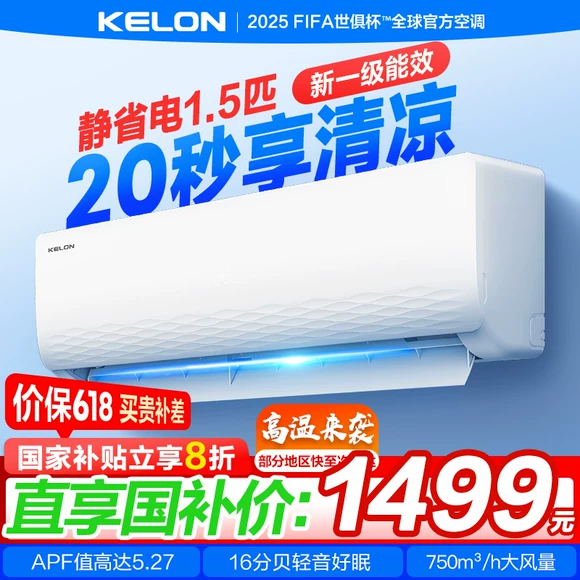 KELON | 2025 FIFA世俱杯™全球官方空调
静省电1.5匹
新一级能效
20秒享清凉
KELON
价保618 买贵补差
高温来袭
国家补贴立享8折
部分地区快至
直享国补价:1499元
APF值高达5.27
16分贝轻音好眠
750m³/h大风量